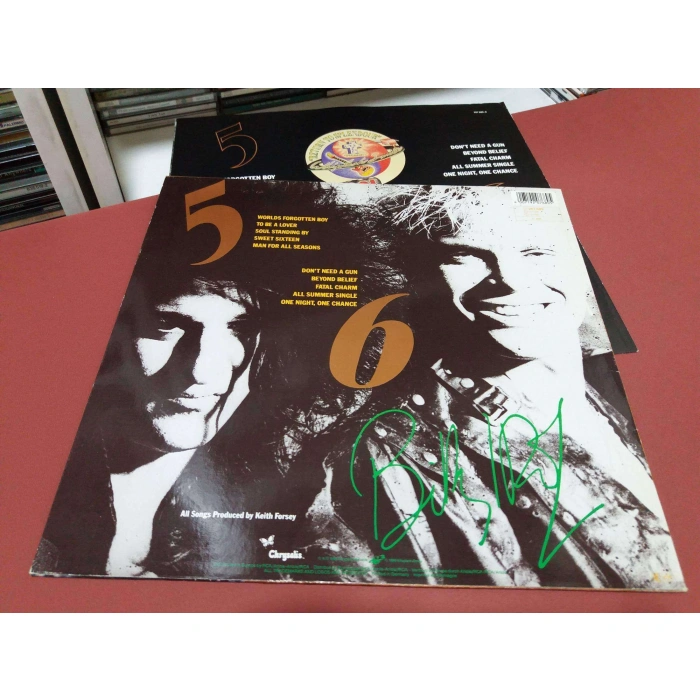 5
FORGOTTEN BOY
DON'T NEED A GUN
BEYOND BELIEF
FATAL CHARM
ALL SUMMER SINGLE
ONE NIGHT, ONE CHANCE
5
WORLDS FORGOTTEN BOY
TO BE A LOVER
SOUL STANDING BY
SWEET SIXTEEN
MAN FOR ALL SEASONS
DON'T NEED A GUN
BEYOND BELIEF
FATAL CHARM
ALL SUMMER SINGLE
ONE NIGHT, ONE CHANCE
6
Billy Idol
All Songs Produced by Keith Forsey
Chrysalis